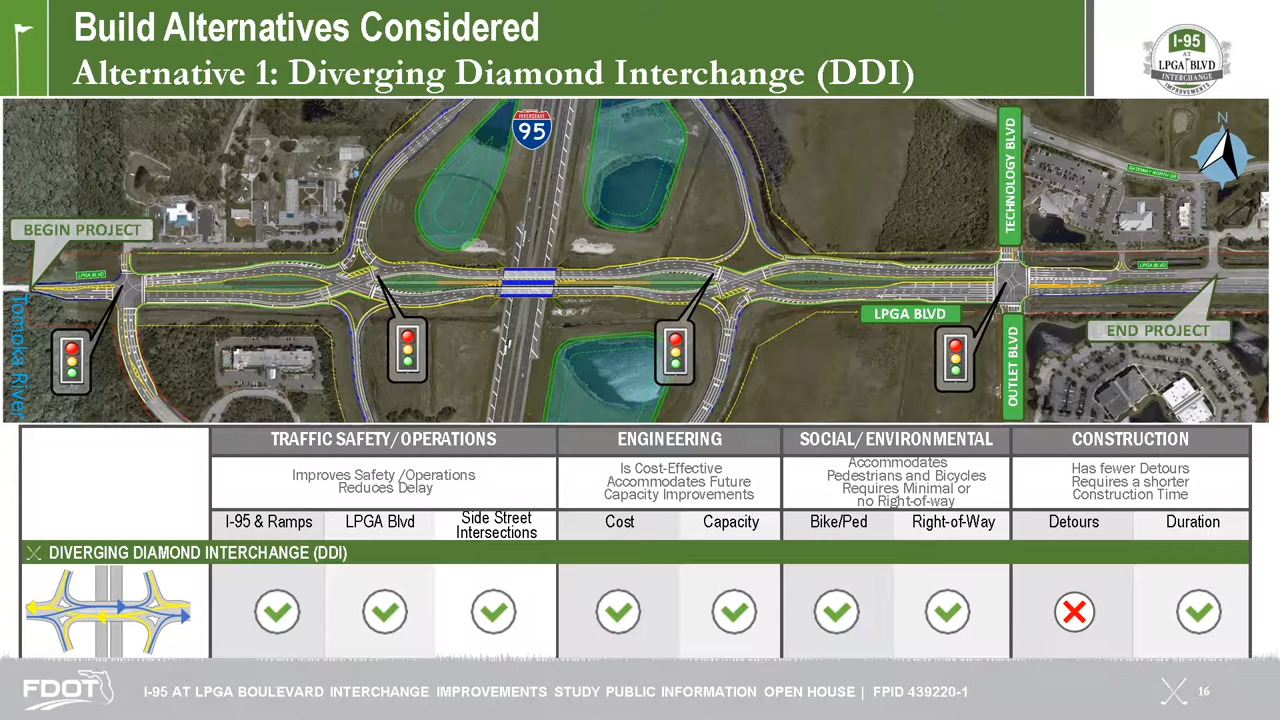 Build Alternatives Considered
Alternative 1: Diverging Diamond Interchange (DDI)
I-95
AT
LPGA BLVD
INTERCHANGE
IMPROVEMENTS
INTERSTATE
95
N
TECHNOLOGY BLVD
GATEWAY NORTH DR
BEGIN PROJECT
LPGA BLVD
LPGA BLVD
Tomoka River
LPGA BLVD
OUTLET BLVD
END PROJECT
TRAFFIC SAFETY/OPERATIONS
ENGINEERING
SOCIAL/ENVIRONMENTAL
CONSTRUCTION
Improves Safety /Operations
Reduces Delay
Is Cost-Effective
Accommodates Future
Capacity Improvements
Accommodates
Pedestrians and Bicycles
Requires Minimal or
no Right-of-way
Has fewer Detours
Requires a shorter
Construction Time
I-95 & Ramps
LPGA Blvd
Side Street
Intersections
Cost
Capacity
Bike/Ped
Right-of-Way
Detours
Duration
DIVERGING DIAMOND INTERCHANGE (DDI)
FDOT
I-95 AT LPGA BOULEVARD INTERCHANGE IMPROVEMENTS STUDY PUBLIC INFORMATION OPEN HOUSE | FPID 439220-1
16